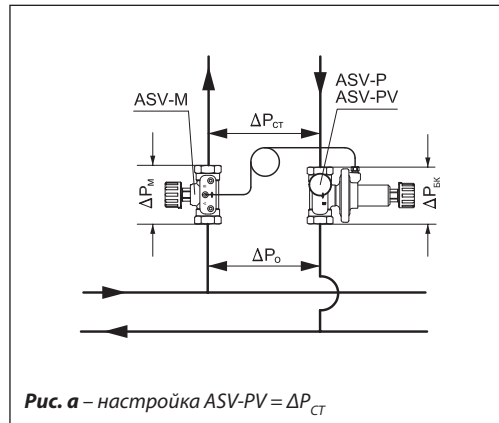 ASV-P
ASV-PV
ASV-M
ΔPст
ΔPм
ΔPБК
ΔPо
Рис. a – настройка ASV-PV = ΔPСТ